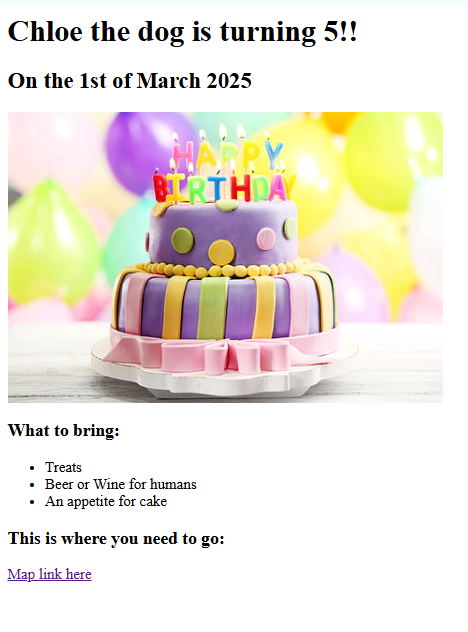 Chloe the dog is turning 5!!
On the 1st of March 2025
HAPPY
BIRTHDAY
What to bring:
Treats
Beer or Wine for humans
An appetite for cake
This is where you need to go:
Map link here